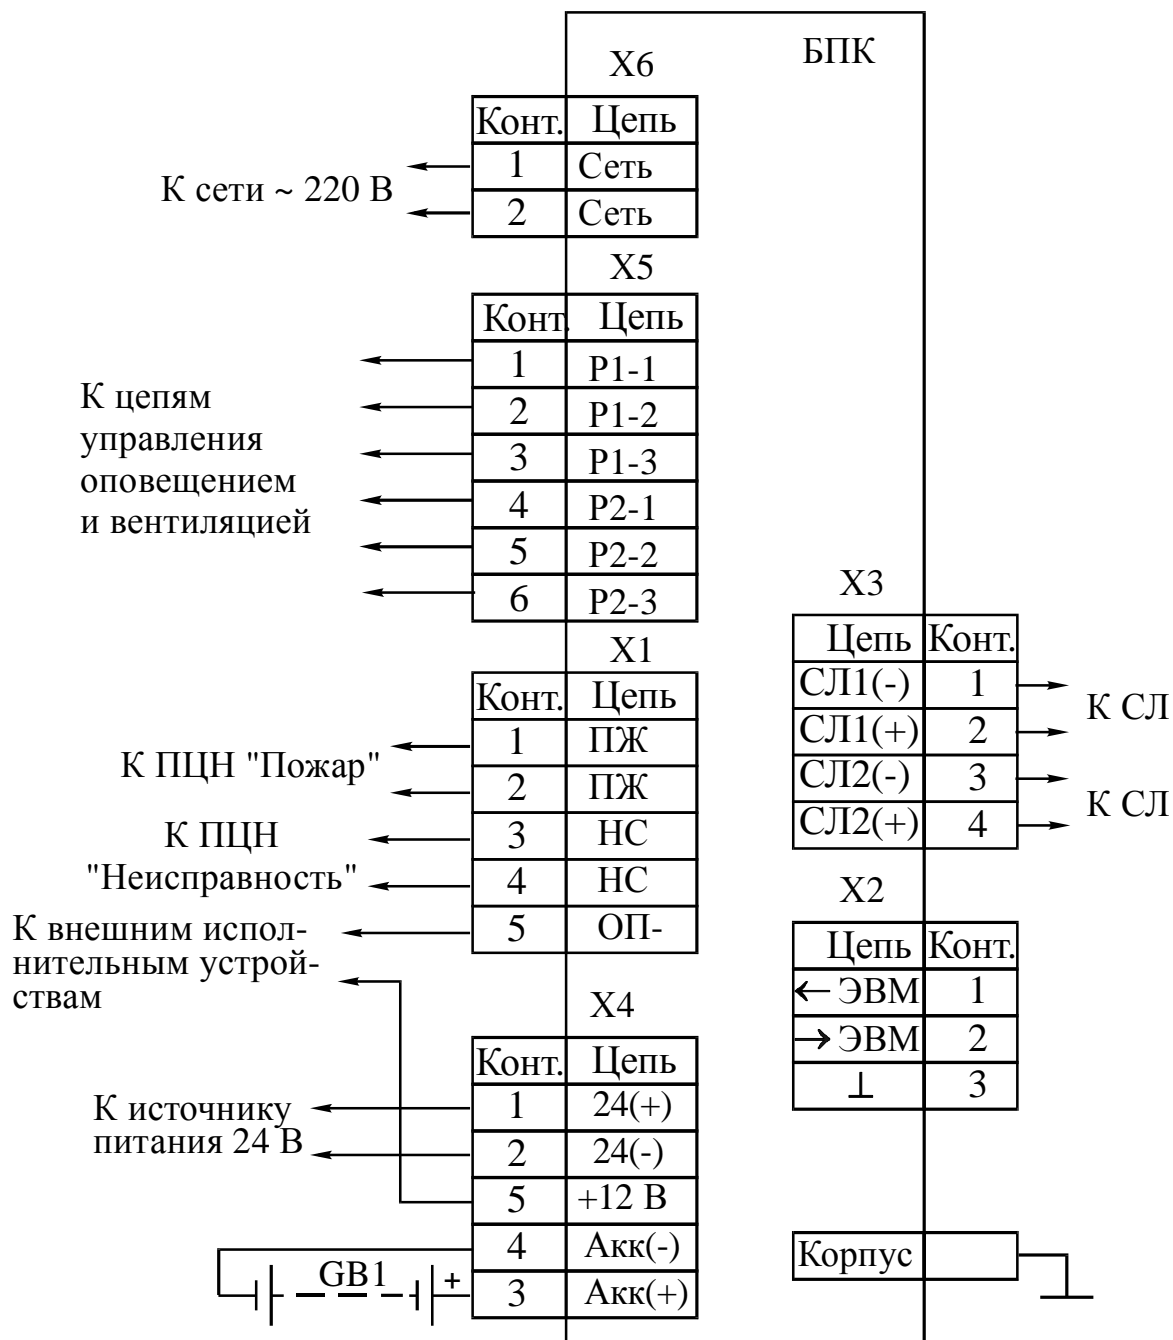 БПК
X6
Конт. Цепь
1 Сеть
2 Сеть
К сети ~ 220 В
X5
Конт. Цепь
1 Р1-1
2 Р1-2
3 Р1-3
4 Р2-1
5 Р2-2
6 Р2-3
К цепям
управления
оповещением
и вентиляцией
X1
Конт. Цепь
1 ПЖ
2 ПЖ
3 НС
4 НС
5 ОП-
К ПЦН "Пожар"
К ПЦН
"Неисправность"
К внешним испол-
нительным устрой-
ствам
X4
Конт. Цепь
1 24(+)
2 24(-)
5 +12 В
4 Акк(-)
3 Акк(+)
К источнику
питания 24 В
GB1 +
X3
Цепь Конт.
СЛ1(-) 1
СЛ1(+) 2
СЛ2(-) 3
СЛ2(+) 4
К СЛ
К СЛ
X2
Цепь Конт.
← ЭВМ 1
→ ЭВМ 2
⊥ 3
Корпус